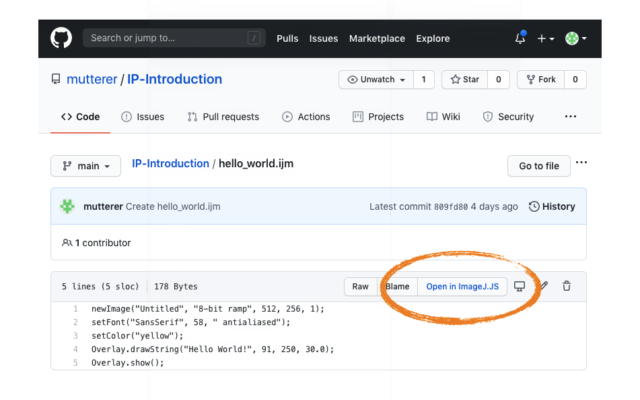 Search or jump to... / Pulls Issues Marketplace Explore
mutterer / IP-Introduction Unwatch 1 Star 0 Fork 0
Code Issues Pull requests Actions Projects Wiki Security ...
main IP-Introduction / hello_world.ijm Go to file ...
mutterer Create hello_world.ijm Latest commit 809fd80 4 days ago History
1 contributor
5 lines (5 sloc) 178 Bytes Raw Blame Open in ImageJ.JS
1 newImage("Untitled", "8-bit ramp", 512, 256, 1);
2 setFont("SansSerif", 58, " antialiased");
3 setColor("yellow");
4 Overlay.drawString("Hello World!", 91, 250, 30.0);
5 Overlay.show();